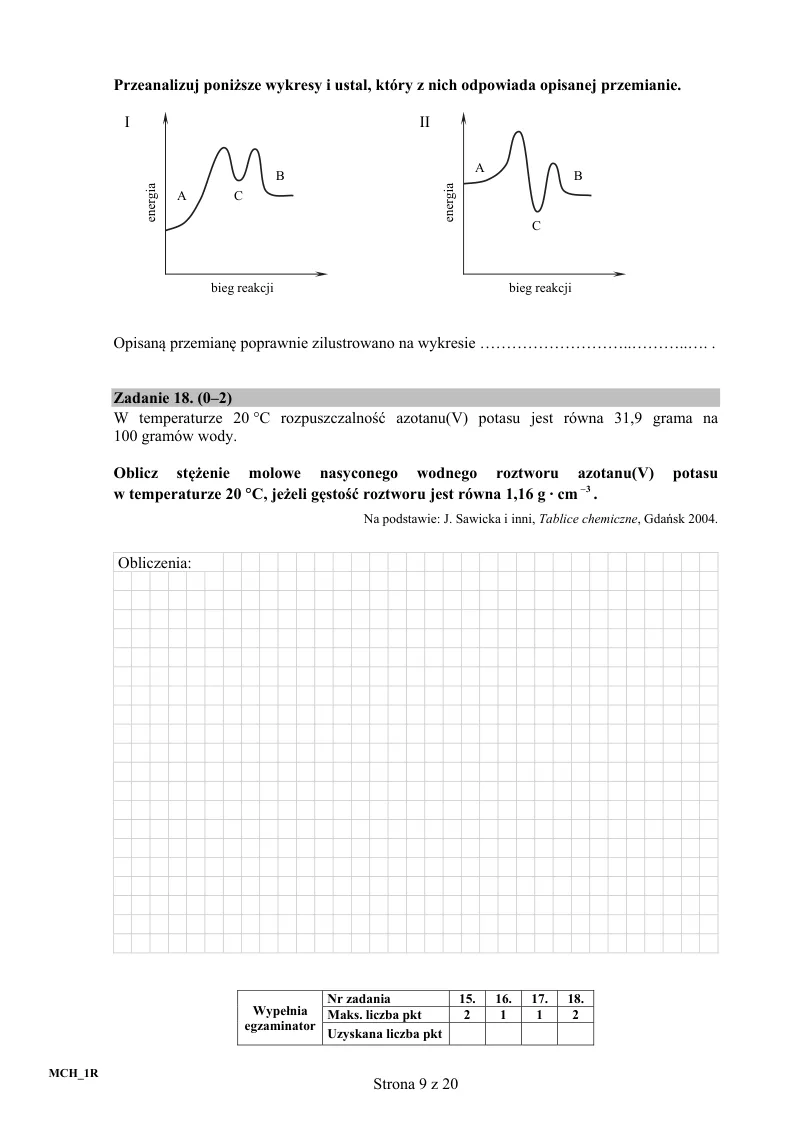 Przeanalizuj poniższe wykresy i ustal, który z nich odpowiada opisanej przemianie.
I
energia
A
C
B
bieg reakcji
II
energia
A
C
B
bieg reakcji
Opisaną przemianę poprawnie zilustrowano na wykresie ………………………..………..…. .
Zadanie 18. (0–2)
W temperaturze 20 °C rozpuszczalność azotanu(V) potasu jest równa 31,9 grama na
100 gramów wody.
Oblicz stężenie molowe nasyconego wodnego roztworu azotanu(V) potasu
w temperaturze 20 °C, jeżeli gęstość roztworu jest równa 1,16 g · cm⁻³ .
Na podstawie: J. Sawicka i inni, Tablice chemiczne, Gdańsk 2004.
Obliczenia:
Wypełnia
egzaminator
Nr zadania 15. 16. 17. 18.
Maks. liczba pkt 2 1 1 2
Uzyskana liczba pkt
MCH_1R
Strona 9 z 20